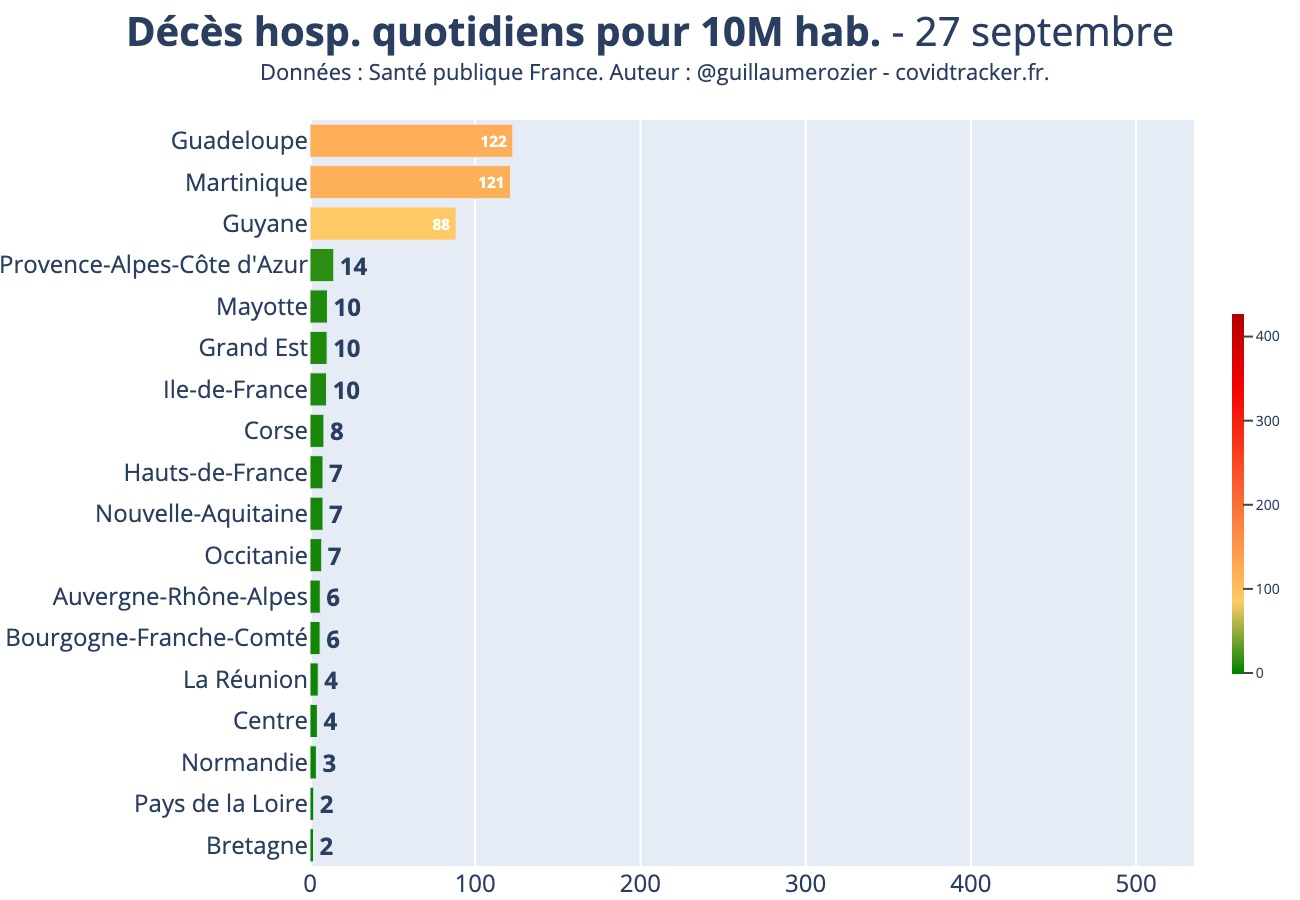 Décès hosp. quotidiens pour 10M hab. - 27 septembre
Données : Santé publique France. Auteur : @guillaumerozier - covidtracker.fr.
Guadeloupe 122
Martinique 121
Guyane 88
Provence-Alpes-Côte d'Azur 14
Mayotte 10
Grand Est 10
Ile-de-France 10
Corse 8
Hauts-de-France 7
Nouvelle-Aquitaine 7
Occitanie 7
Auvergne-Rhône-Alpes 6
Bourgogne-Franche-Comté 6
La Réunion 4
Centre 4
Normandie 3
Pays de la Loire 2
Bretagne 2
0 100 200 300 400 500
400
300
200
100
0